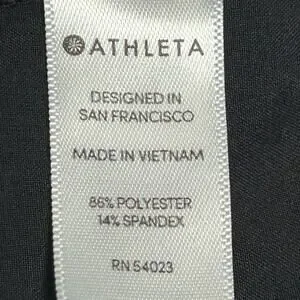 ATHLETA
DESIGNED IN
SAN FRANCISCO
MADE IN VIETNAM
86% POLYESTER
14% SPANDEX
RN 54023